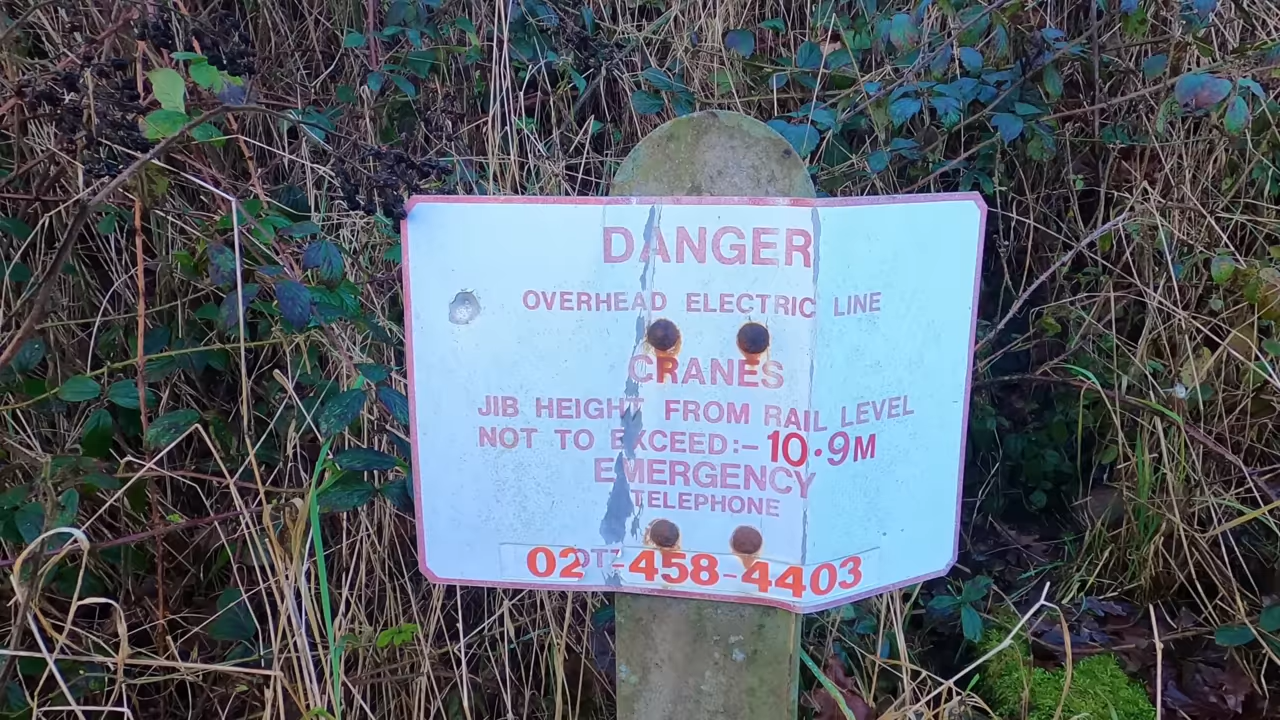 DANGER
OVERHEAD ELECTRIC LINE
CRANES
JIB HEIGHT FROM RAIL LEVEL
NOT TO EXCEED:- 10·9M
EMERGENCY
TELEPHONE
02 -458-4403